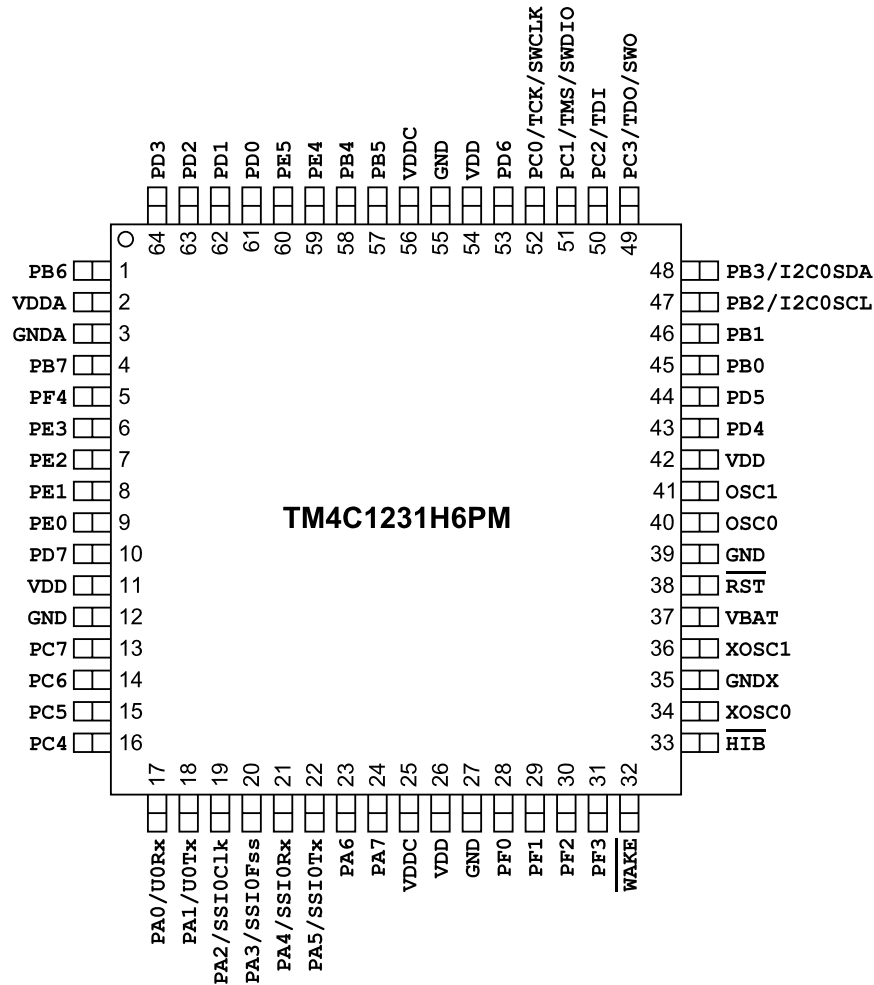 PD3
PD2
PD1
PD0
PE5
PE4
PB4
PB5
VDDC
GND
VDD
PD6
PC0/TCK/SWCLK
PC1/TMS/SWDIO
PC2/TDI
PC3/TDO/SWO
64
63
62
61
60
59
58
57
56
55
54
53
52
51
50
49
PB6 1
VDDA 2
GNDA 3
PB7 4
PF4 5
PE3 6
PE2 7
PE1 8
PE0 9
PD7 10
VDD 11
GND 12
PC7 13
PC6 14
PC5 15
PC4 16
TM4C1231H6PM
48 PB3/I2C0SDA
47 PB2/I2C0SCL
46 PB1
45 PB0
44 PD5
43 PD4
42 VDD
41 OSC1
40 OSC0
39 GND
38 RST
37 VBAT
36 XOSC1
35 GNDX
34 XOSC0
33 HIB
17
18
19
20
21
22
23
24
25
26
27
28
29
30
31
32
PA0/U0Rx
PA1/U0Tx
PA2/SSI0Clk
PA3/SSI0Fss
PA4/SSI0Rx
PA5/SSI0Tx
PA6
PA7
VDDC
VDD
GND
PF0
PF1
PF2
PF3
WAKE